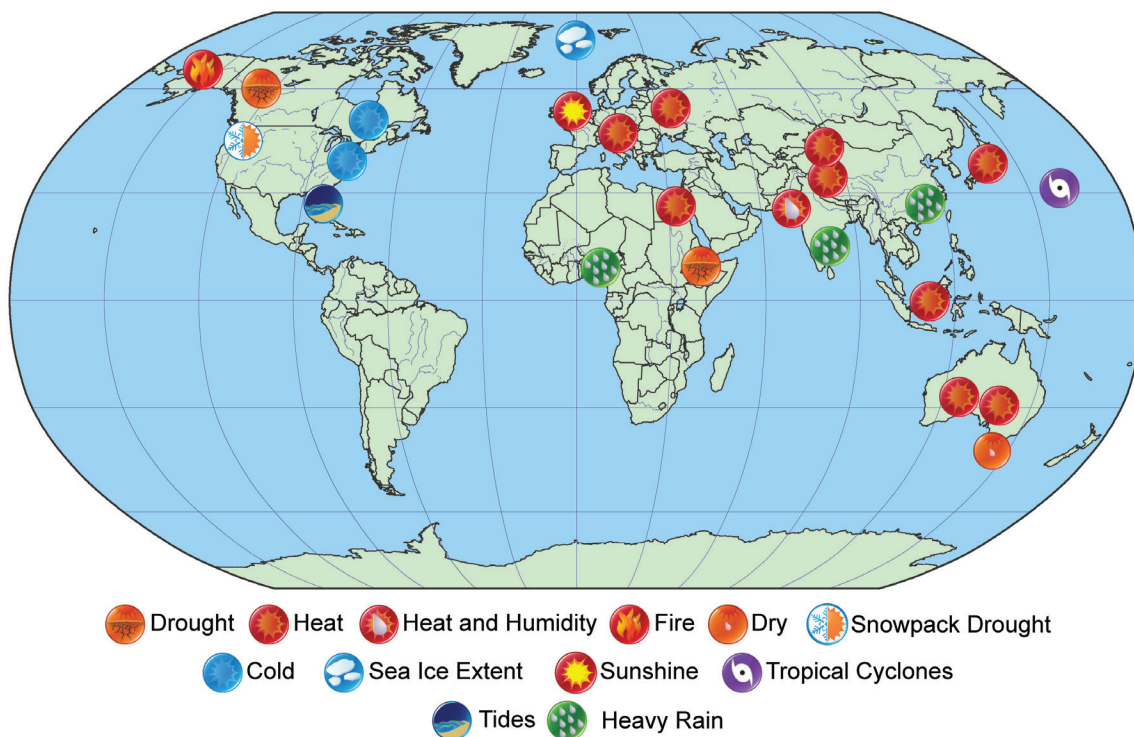 Drought Heat Heat and Humidity Fire Dry Snowpack Drought
Cold Sea Ice Extent Sunshine Tropical Cyclones
Tides Heavy Rain